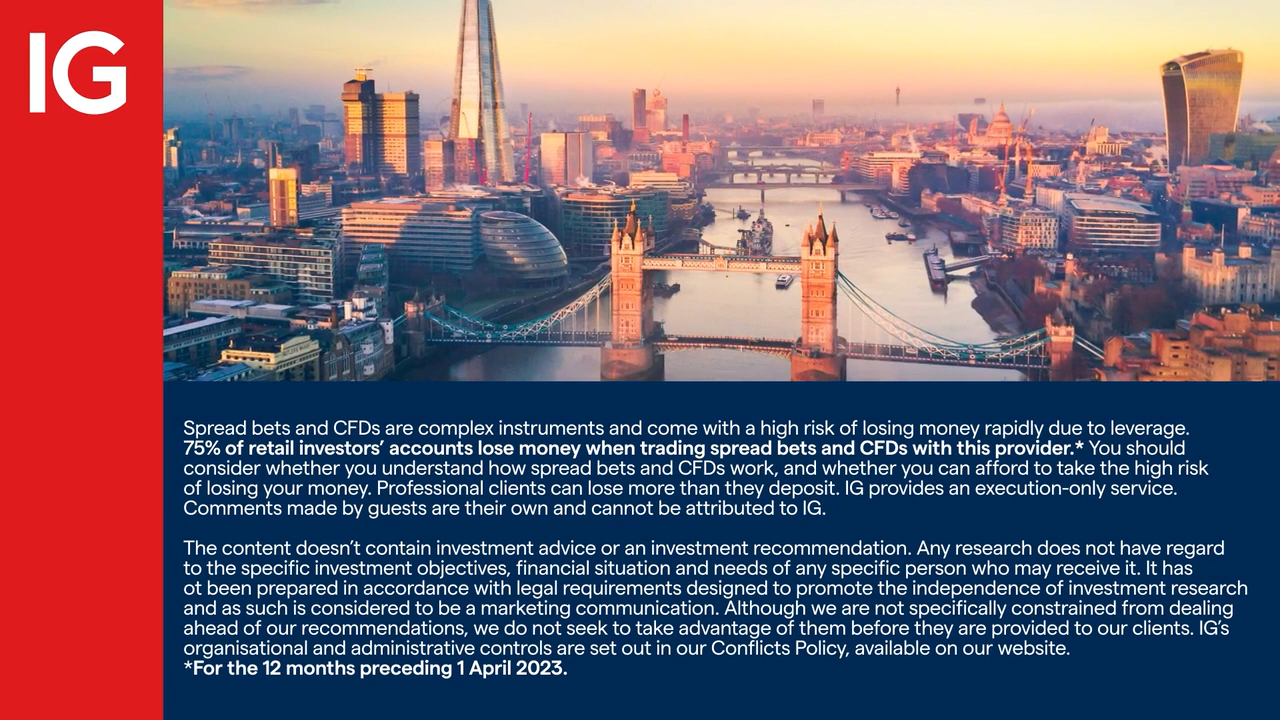 IG
Spread bets and CFDs are complex instruments and come with a high risk of losing money rapidly due to leverage.
75% of retail investors’ accounts lose money when trading spread bets and CFDs with this provider.* You should
consider whether you understand how spread bets and CFDs work, and whether you can afford to take the high risk
of losing your money. Professional clients can lose more than they deposit. IG provides an execution-only service.
Comments made by guests are their own and cannot be attributed to IG.
The content doesn’t contain investment advice or an investment recommendation. Any research does not have regard
to the specific investment objectives, financial situation and needs of any specific person who may receive it. It has
ot been prepared in accordance with legal requirements designed to promote the independence of investment research
and as such is considered to be a marketing communication. Although we are not specifically constrained from dealing
ahead of our recommendations, we do not seek to take advantage of them before they are provided to our clients. IG’s
organisational and administrative controls are set out in our Conflicts Policy, available on our website.
*For the 12 months preceding 1 April 2023.